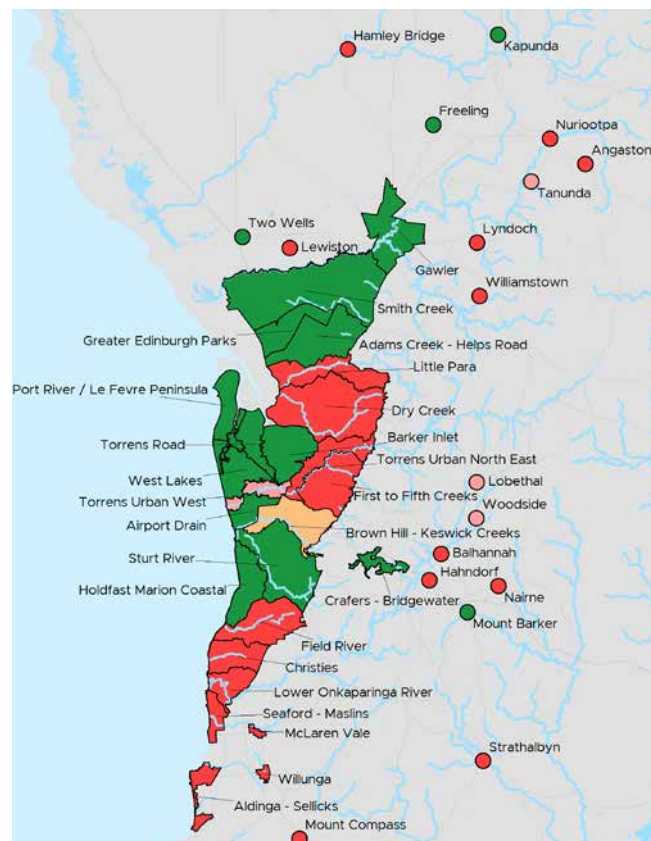 Hamley Bridge
Kapunda
Freeling
Nuriootpa
Angaston
Tanunda
Two Wells
Lewiston
Lyndoch
Gawler
Williamstown
Smith Creek
Greater Edinburgh Parks
Adams Creek - Helps Road
Little Para
Port River / Le Fevre Peninsula
Dry Creek
Barker Inlet
Torrens Road
Torrens Urban North East
West Lakes
Lobethal
Torrens Urban West
First to Fifth Creeks
Woodside
Airport Drain
Brown Hill - Keswick Creeks
Sturt River
Balhannah
Hahndorf
Holdfast Marion Coastal
Crafers - Bridgewater
Nairne
Mount Barker
Field River
Christies
Lower Onkaparinga River
Seaford - Maslins
McLaren Vale
Strathalbyn
Willunga
Aldinga - Sellicks
Mount Compass